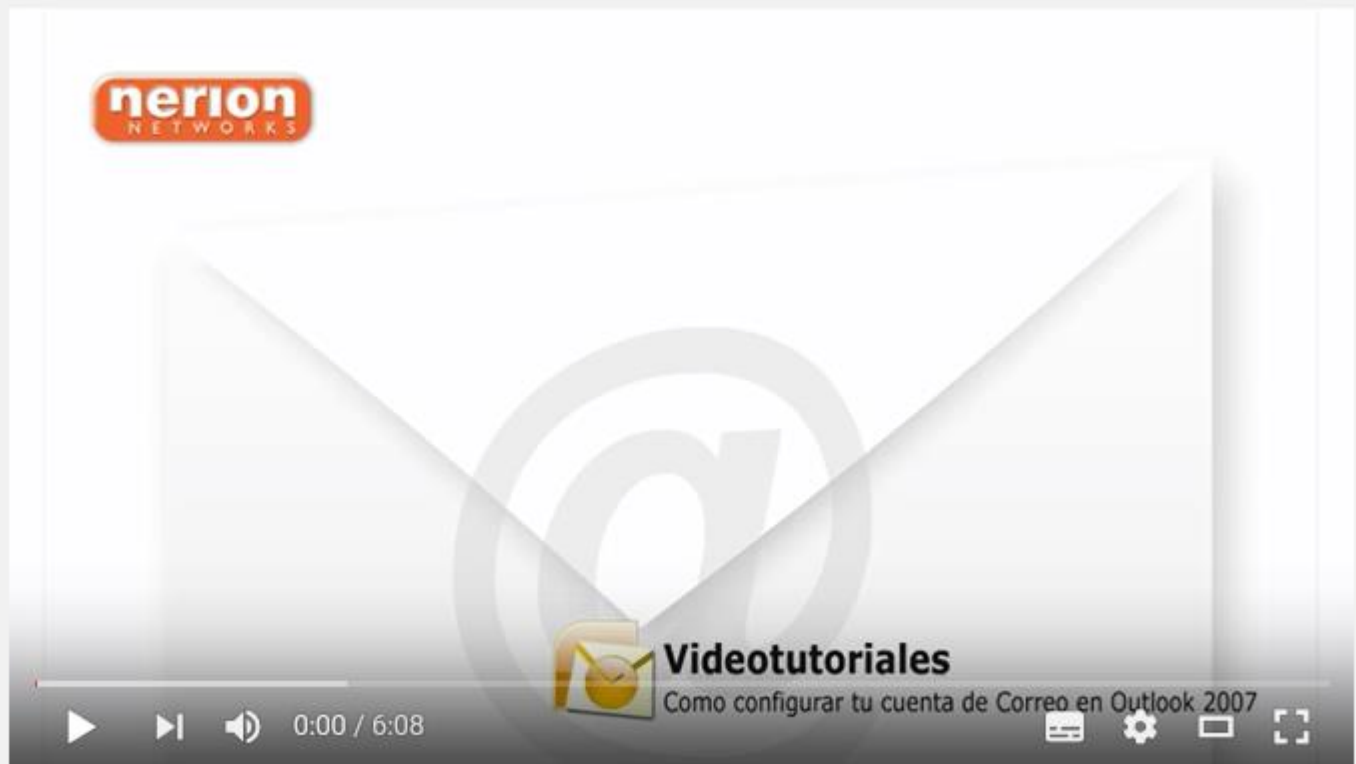 nerion
NETWORKS
@
Videotutoriales
Como configurar tu cuenta de Correo en Outlook 2007
0:00 / 6:08